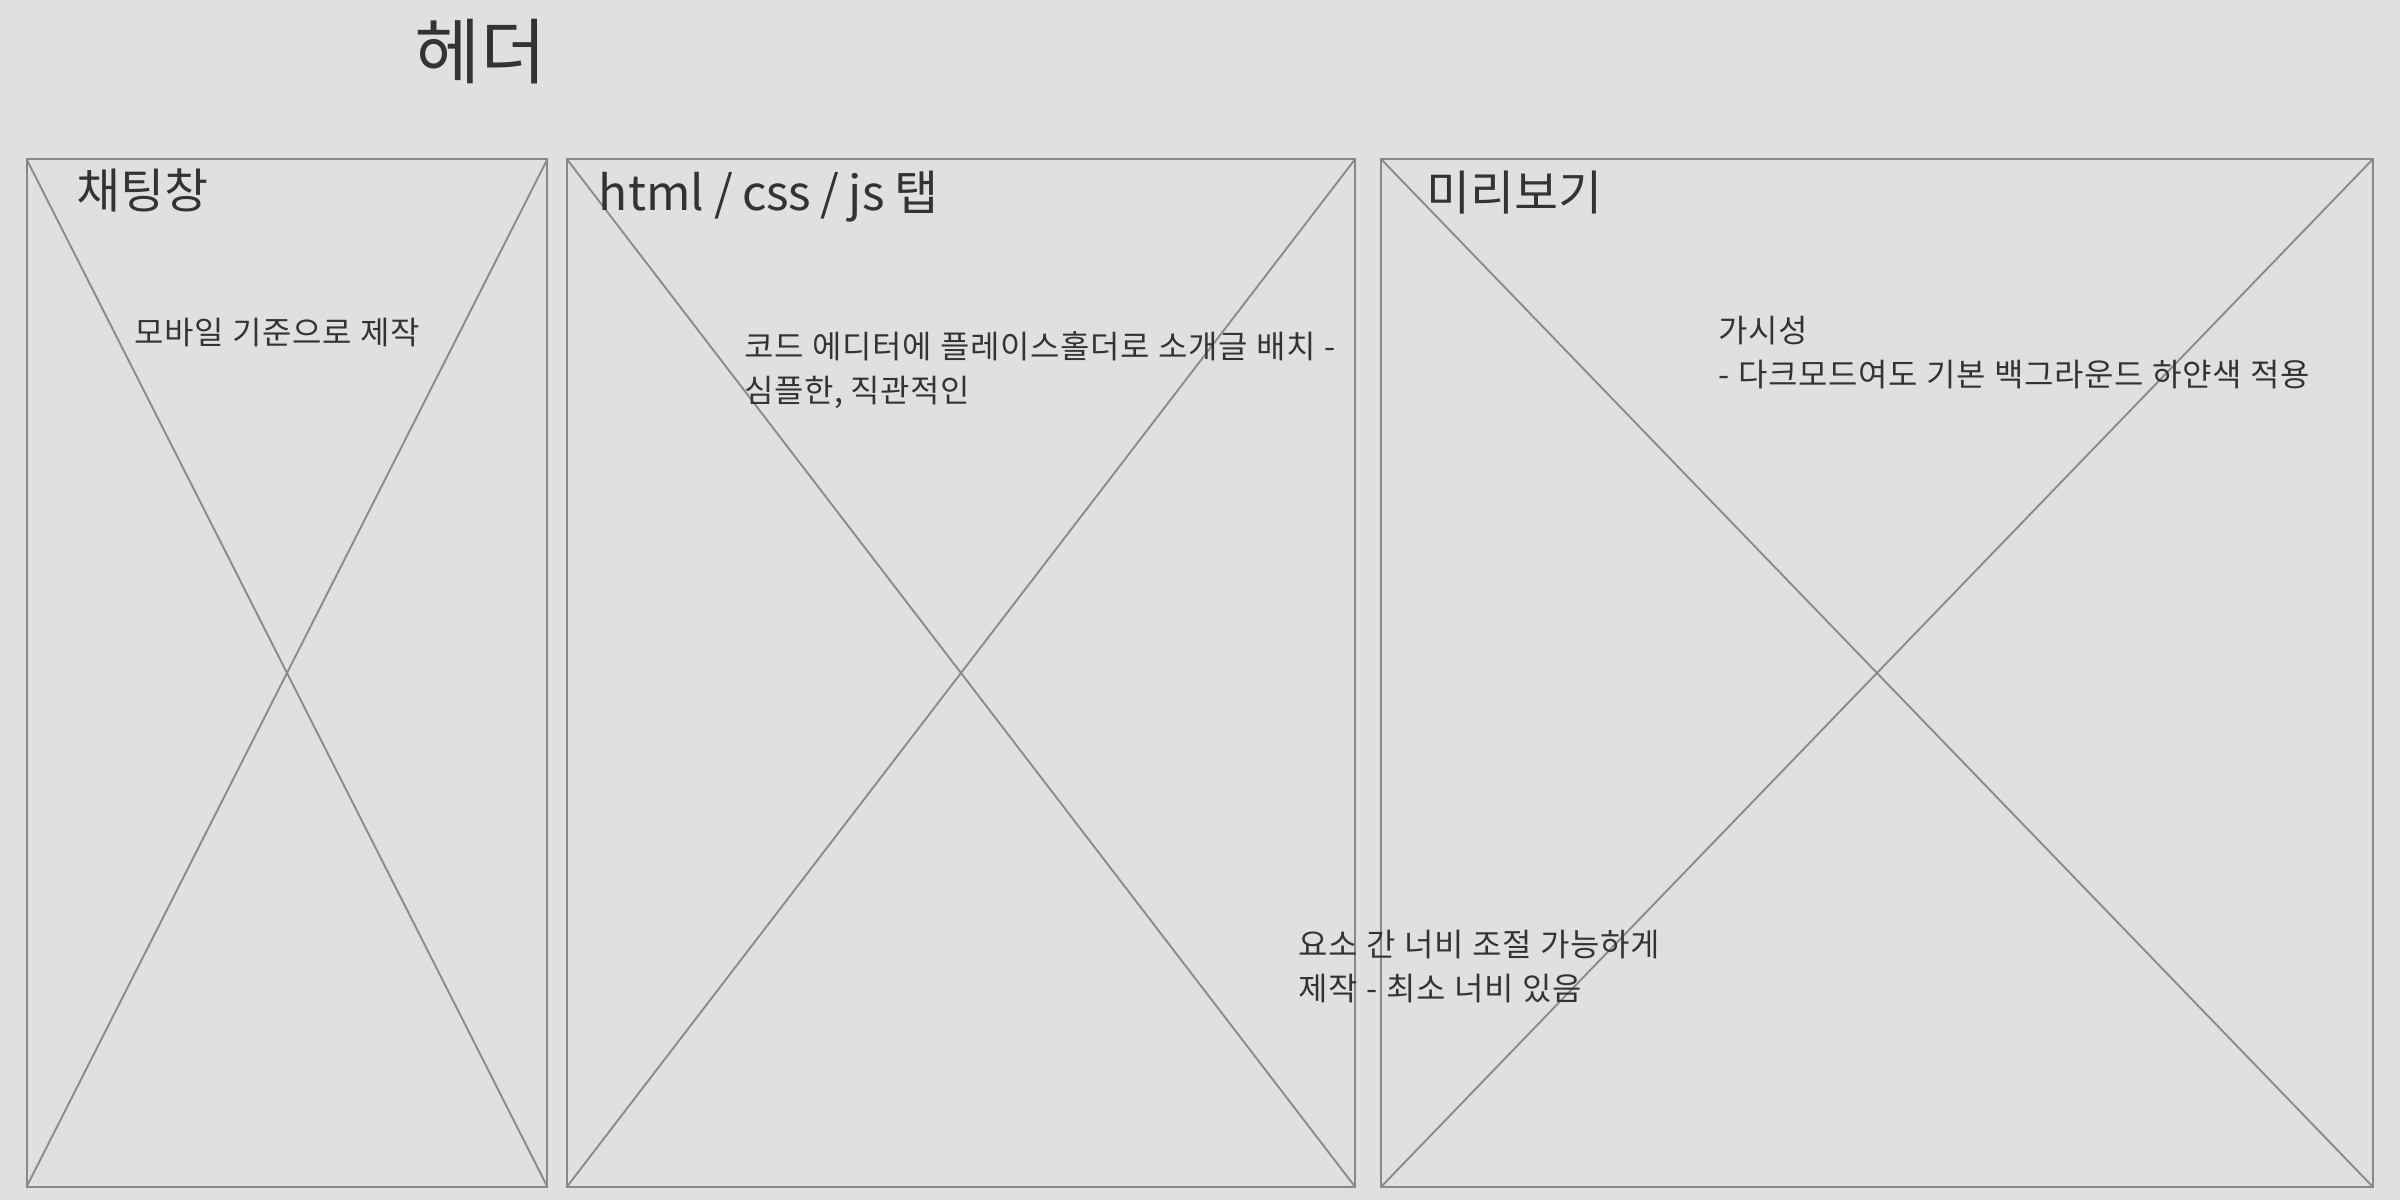 헤더
채팅창
html / css / js 탭
미리보기
모바일 기준으로 제작
코드 에디터에 플레이스홀더로 소개글 배치 -
심플한, 직관적인
가시성
- 다크모드여도 기본 백그라운드 하얀색 적용
요소 간 너비 조절 가능하게
제작 - 최소 너비 있음